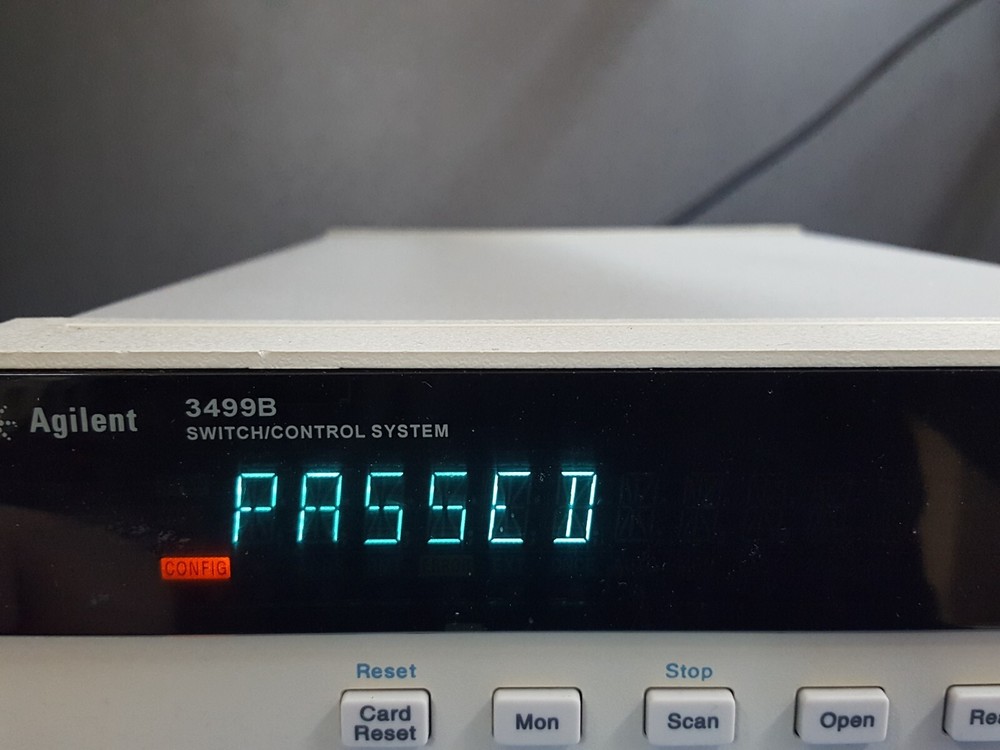 Agilent
3499B
SWITCH/CONTROL SYSTEM
PASSED
CONFIG
Reset
Stop
Card
Reset
Mon
Scan
Open